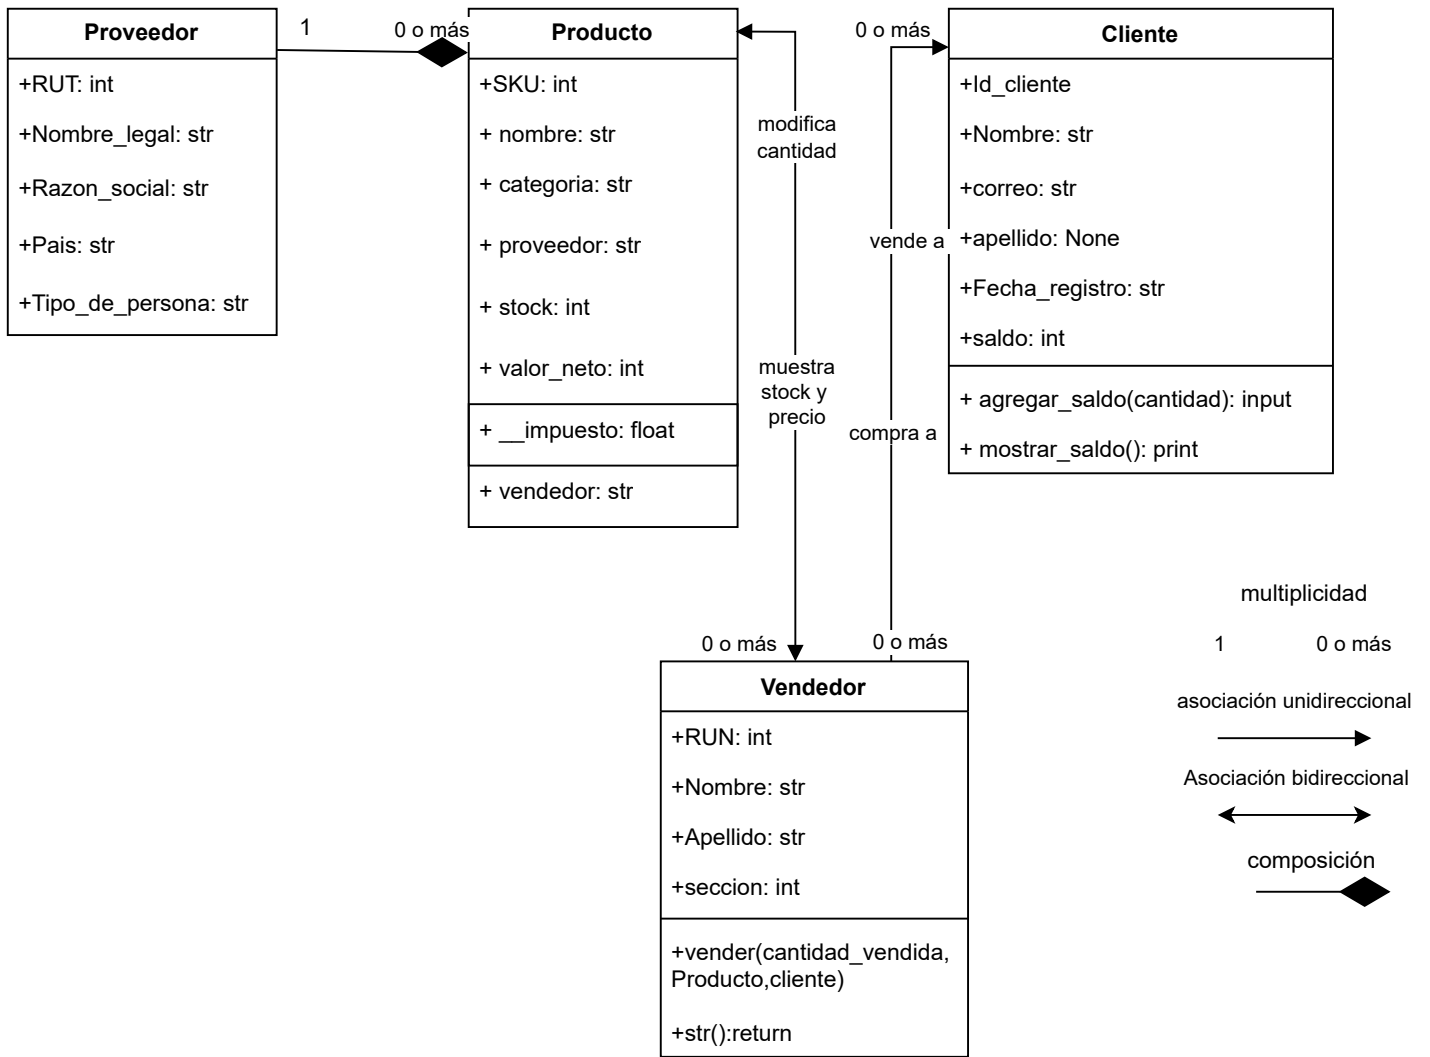 Proveedor
1
0 o más
+RUT: int
+Nombre_legal: str
+Razon_social: str
+Pais: str
+Tipo_de_persona: str
Producto
+SKU: int
+ nombre: str
+ categoria: str
+ proveedor: str
+ stock: int
+ valor_neto: int
+ __impuesto: float
+ vendedor: str
modifica
cantidad
muestra
stock y
precio
0 o más
vende a
compra a
Cliente
+Id_cliente
+Nombre: str
+correo: str
+apellido: None
+Fecha_registro: str
+saldo: int
+ agregar_saldo(cantidad): input
+ mostrar_saldo(): print
0 o más
0 o más
Vendedor
+RUN: int
+Nombre: str
+Apellido: str
+seccion: int
+vender(cantidad_vendida,
Producto,cliente)
+str():return
multiplicidad
1
0 o más
asociación unidireccional
Asociación bidireccional
composición